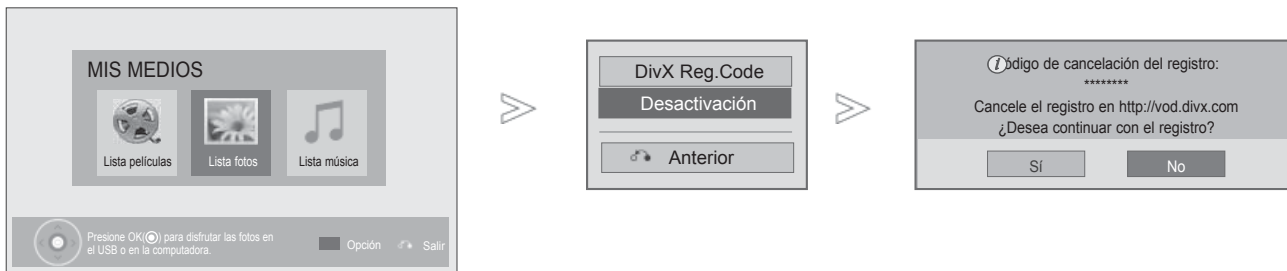 MIS MEDIOS
Lista películas
Lista fotos
Lista música
Presione OK(◉) para disfrutar las fotos en
el USB o en la computadora.
Opción
Salir
DivX Reg.Code
Desactivación
Anterior
ódigo de cancelación del registro:
********
Cancele el registro en http://vod.divx.com
¿Desea continuar con el registro?
Sí
No